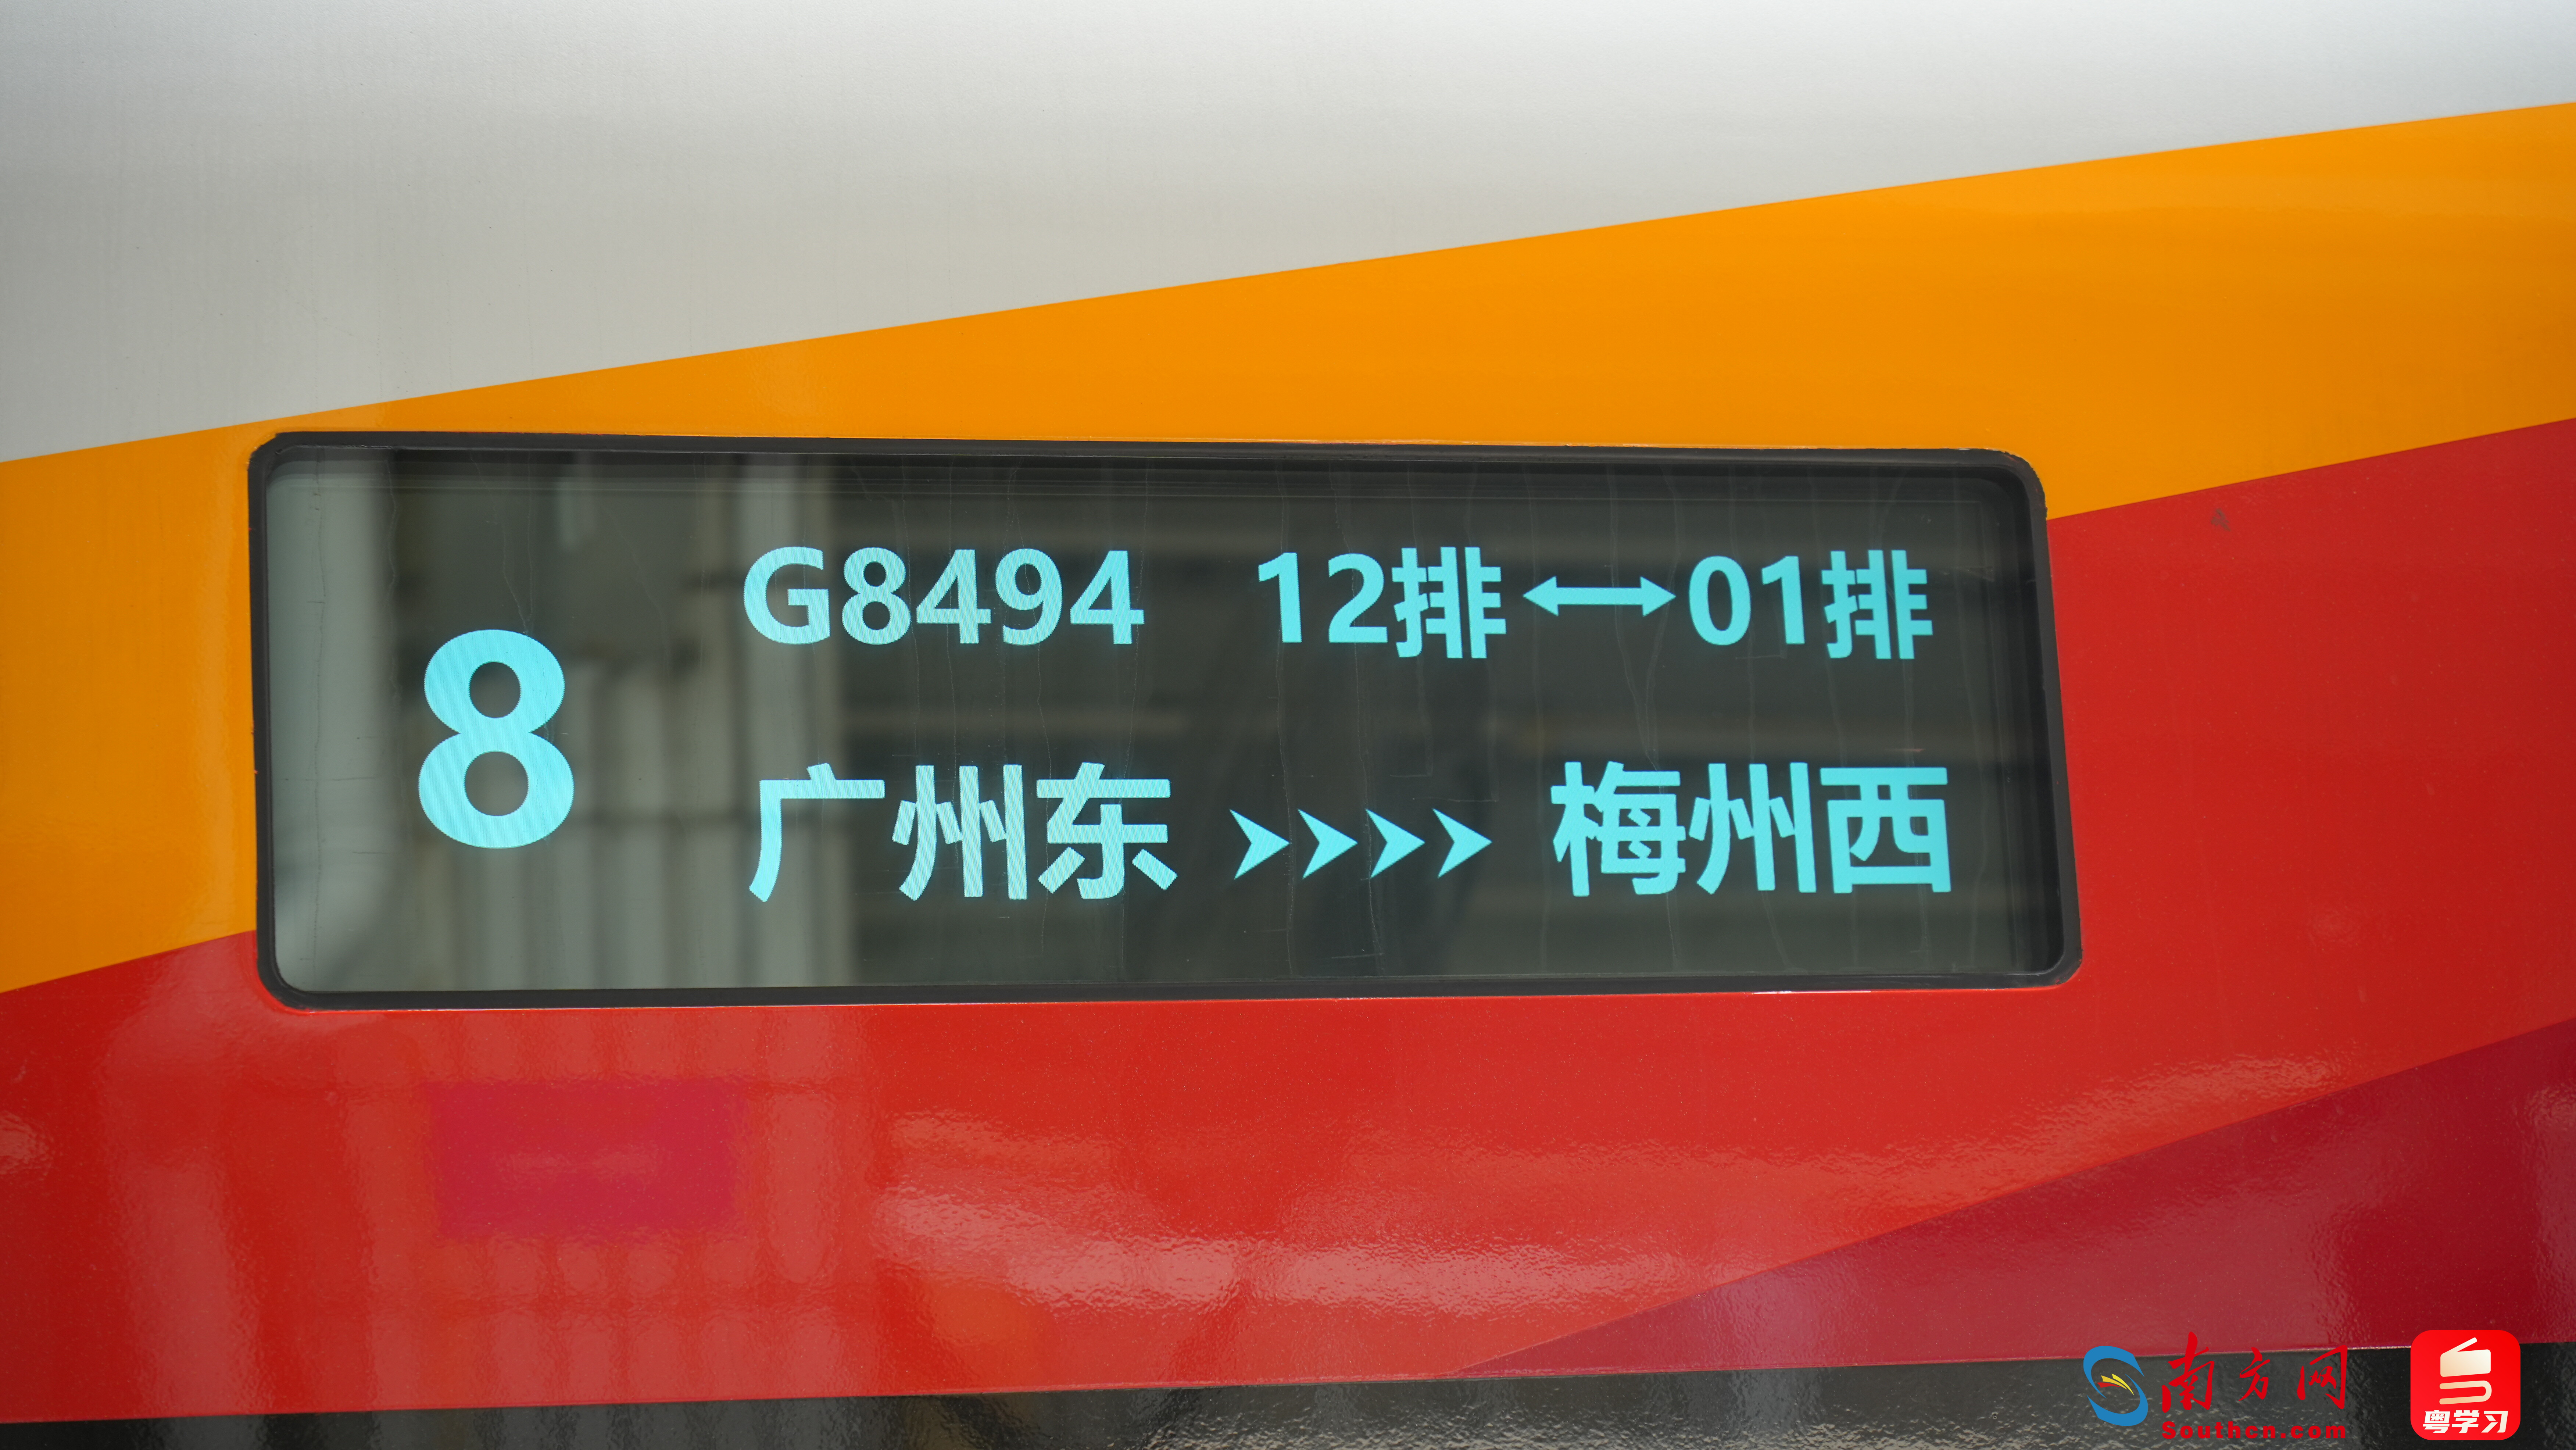 8
G8494 12排↔01排
广州东 >>>> 梅州西
南方网
Southcn.com
粤学习